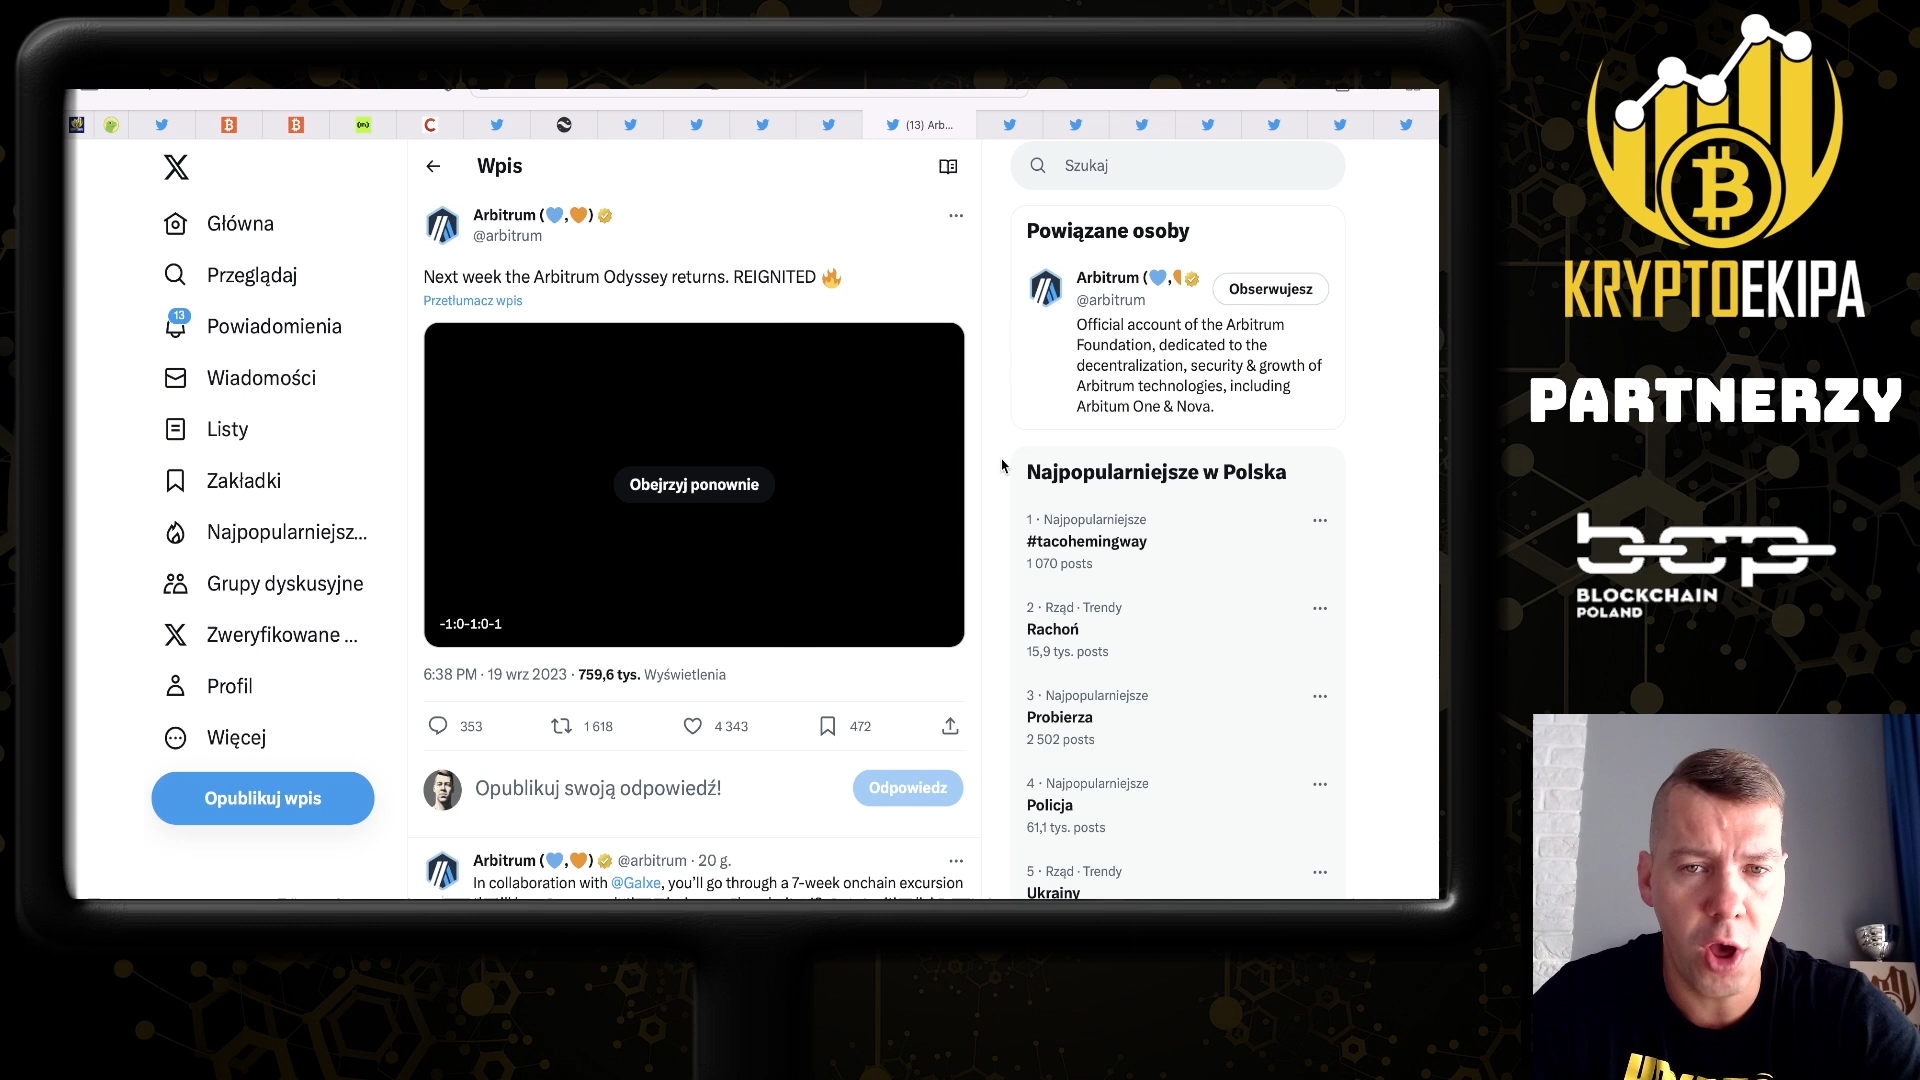 (13) Arb...
Główna
Przeglądaj
13
Powiadomienia
Wiadomości
Listy
Zakładki
Najpopularniejsz...
Grupy dyskusyjne
Zweryfikowane ...
Profil
Więcej
Opublikuj wpis
Wpis
Arbitrum (💙,🧡)
@arbitrum
Next week the Arbitrum Odyssey returns. REIGNITED 🔥
Przetłumacz wpis
Obejrzyj ponownie
-1:0-1:0-1
6:38 PM · 19 wrz 2023 · 759,6 tys. Wyświetlenia
353 1 618 4 343 472
Opublikuj swoją odpowiedź!
Odpowiedz
Arbitrum (💙,🧡) @arbitrum · 20 g.
In collaboration with @Galxe, you'll go through a 7-week onchain excursion
Szukaj
Powiązane osoby
Arbitrum (💙,
@arbitrum
Obserwujesz
Official account of the Arbitrum
Foundation, dedicated to the
decentralization, security & growth of
Arbitrum technologies, including
Arbitum One & Nova.
Najpopularniejsze w Polska
1 · Najpopularniejsze
#tacohemingway
1 070 posts
2 · Rząd · Trendy
Rachoń
15,9 tys. posts
3 · Najpopularniejsze
Probierza
2 502 posts
4 · Najpopularniejsze
Policja
61,1 tys. posts
5 · Rząd · Trendy
Ukrainy
KRYPTOEKIPA
PARTNERZY
bcp
BLOCKCHAIN
POLAND